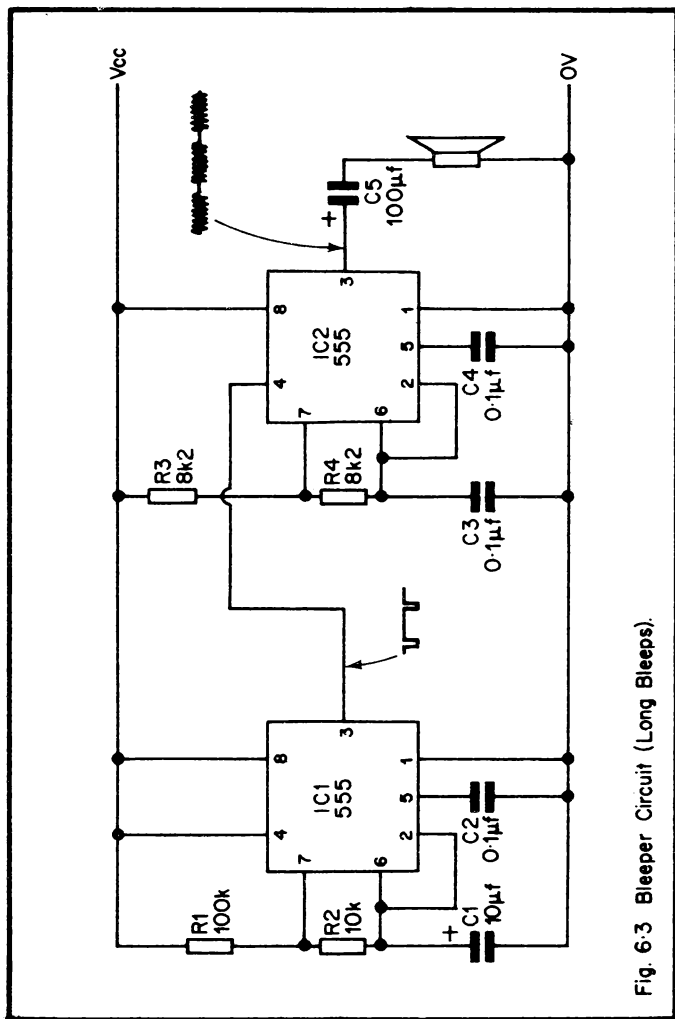 Vcc
R1
100k
R2
10k
+
C1
10µf
4
8
7
IC1
555
3
6
2
5
1
C2
0·1µf
R3
8k2
R4
8k2
C3
0·1µf
4
8
7
IC2
555
3
6
2
5
1
C4
0·1µf
+
C5
100µf
0V
Fig. 6·3 Bleeper Circuit (Long Bleeps).